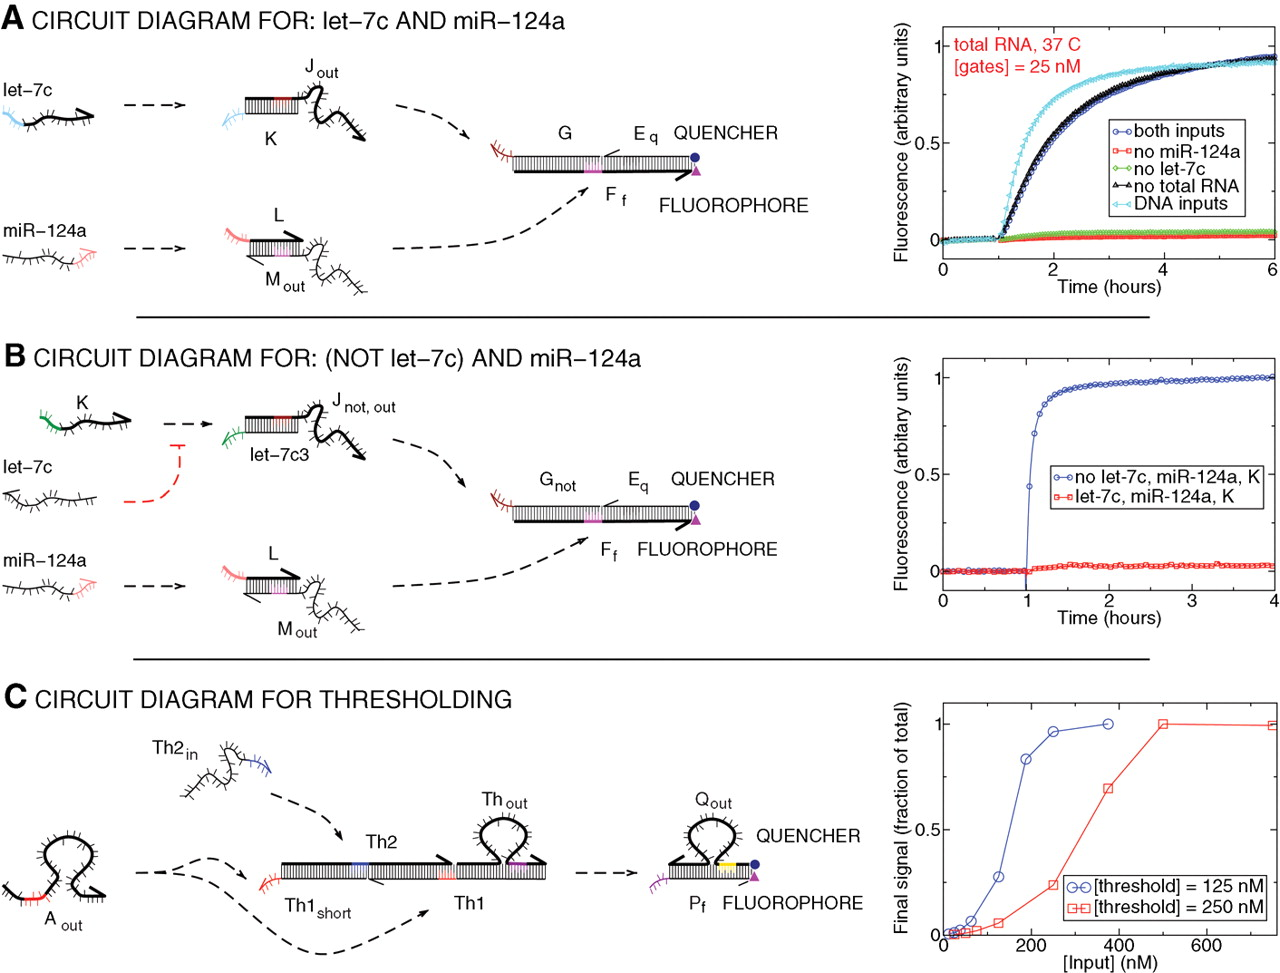 A CIRCUIT DIAGRAM FOR: let−7c AND miR−124a
let−7c
J out
K
miR−124a
L
M out
G
E q
QUENCHER
F f
FLUOROPHORE
Fluorescence (arbitrary units)
1
0.5
0
total RNA, 37 C
[gates] = 25 nM
both inputs
no miR-124a
no let-7c
no total RNA
DNA inputs
0 2 4 6
Time (hours)
B CIRCUIT DIAGRAM FOR: (NOT let−7c) AND miR−124a
K
J not, out
let−7c
let−7c3
miR−124a
L
M out
G not
E q
QUENCHER
F f
FLUOROPHORE
Fluorescence (arbitary units)
1
0.5
0
no let-7c, miR-124a, K
let-7c, miR-124a, K
0 1 2 3 4
Time (hours)
C CIRCUIT DIAGRAM FOR THRESHOLDING
Th2 in
A out
Th2
Th out
Th1 short
Th1
Q out
QUENCHER
P f
FLUOROPHORE
Final signal (fraction of total)
1
0.5
0
[threshold] = 125 nM
[threshold] = 250 nM
0 200 400 600
[Input] (nM)